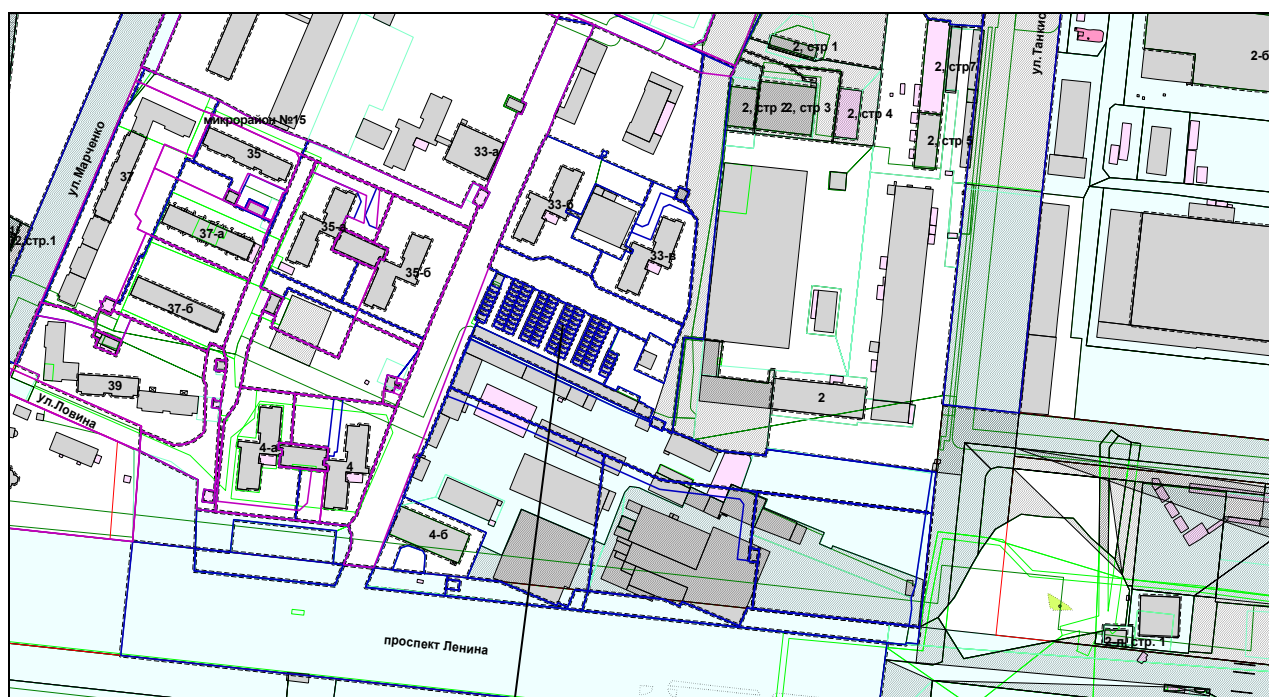 2, стр 1
ул.Танкис
2-б
2, стр7
2, стр 2
2, стр 3
2, стр 4
2, стр 5
микрорайон №15
ул.Марченко
35
33-а
37
33-б
35-а
37-а
2,стр.1
33-в
35-б
37-б
39
ул.Ловина
2
4-а
4
4-б
проспект Ленина
2-л, стр. 1